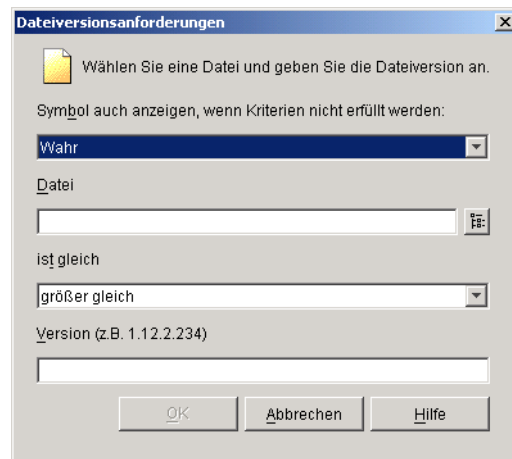 Dateiversionsanforderungen
Wählen Sie eine Datei und geben Sie die Dateiversion an.
Symbol auch anzeigen, wenn Kriterien nicht erfüllt werden:
Wahr
Datei
ist gleich
größer gleich
Version (z.B. 1.12.2.234)
OK Abbrechen Hilfe